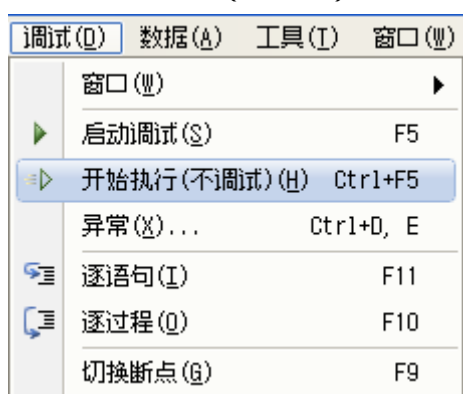 调试(D) 数据(A) 工具(T) 窗口(W)
窗口(W)
启动调试(S) F5
开始执行(不调试)(H) Ctrl+F5
异常(X)... Ctrl+D, E
逐语句(I) F11
逐过程(O) F10
切换断点(G) F9